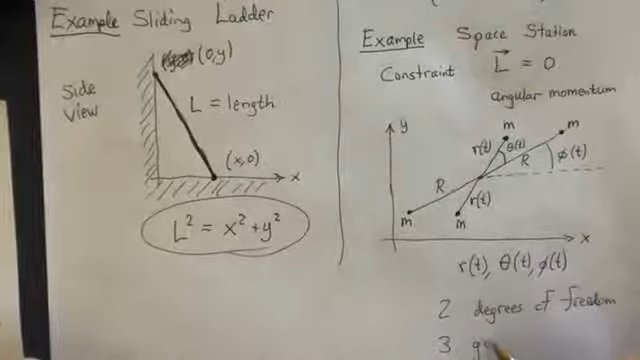 Example Sliding Ladder
Side
view
(0,y)
L = length
(x,0)
x
L² = x² + y²
Example Space Station
Constraint L⃗ = 0
angular momentum
y
m
m
r(t)
θ(t)
R
ϕ(t)
R
r(t)
m
m
x
r(t), θ(t), ϕ(t)
2 degrees of freedom
3 g